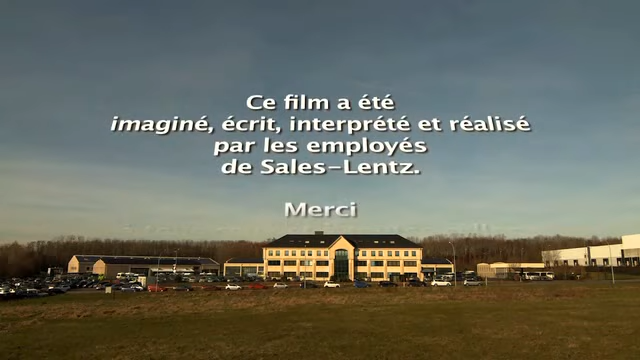 Ce film a été
imaginé, écrit, interprété et réalisé
par les employés
de Sales-Lentz.
Merci